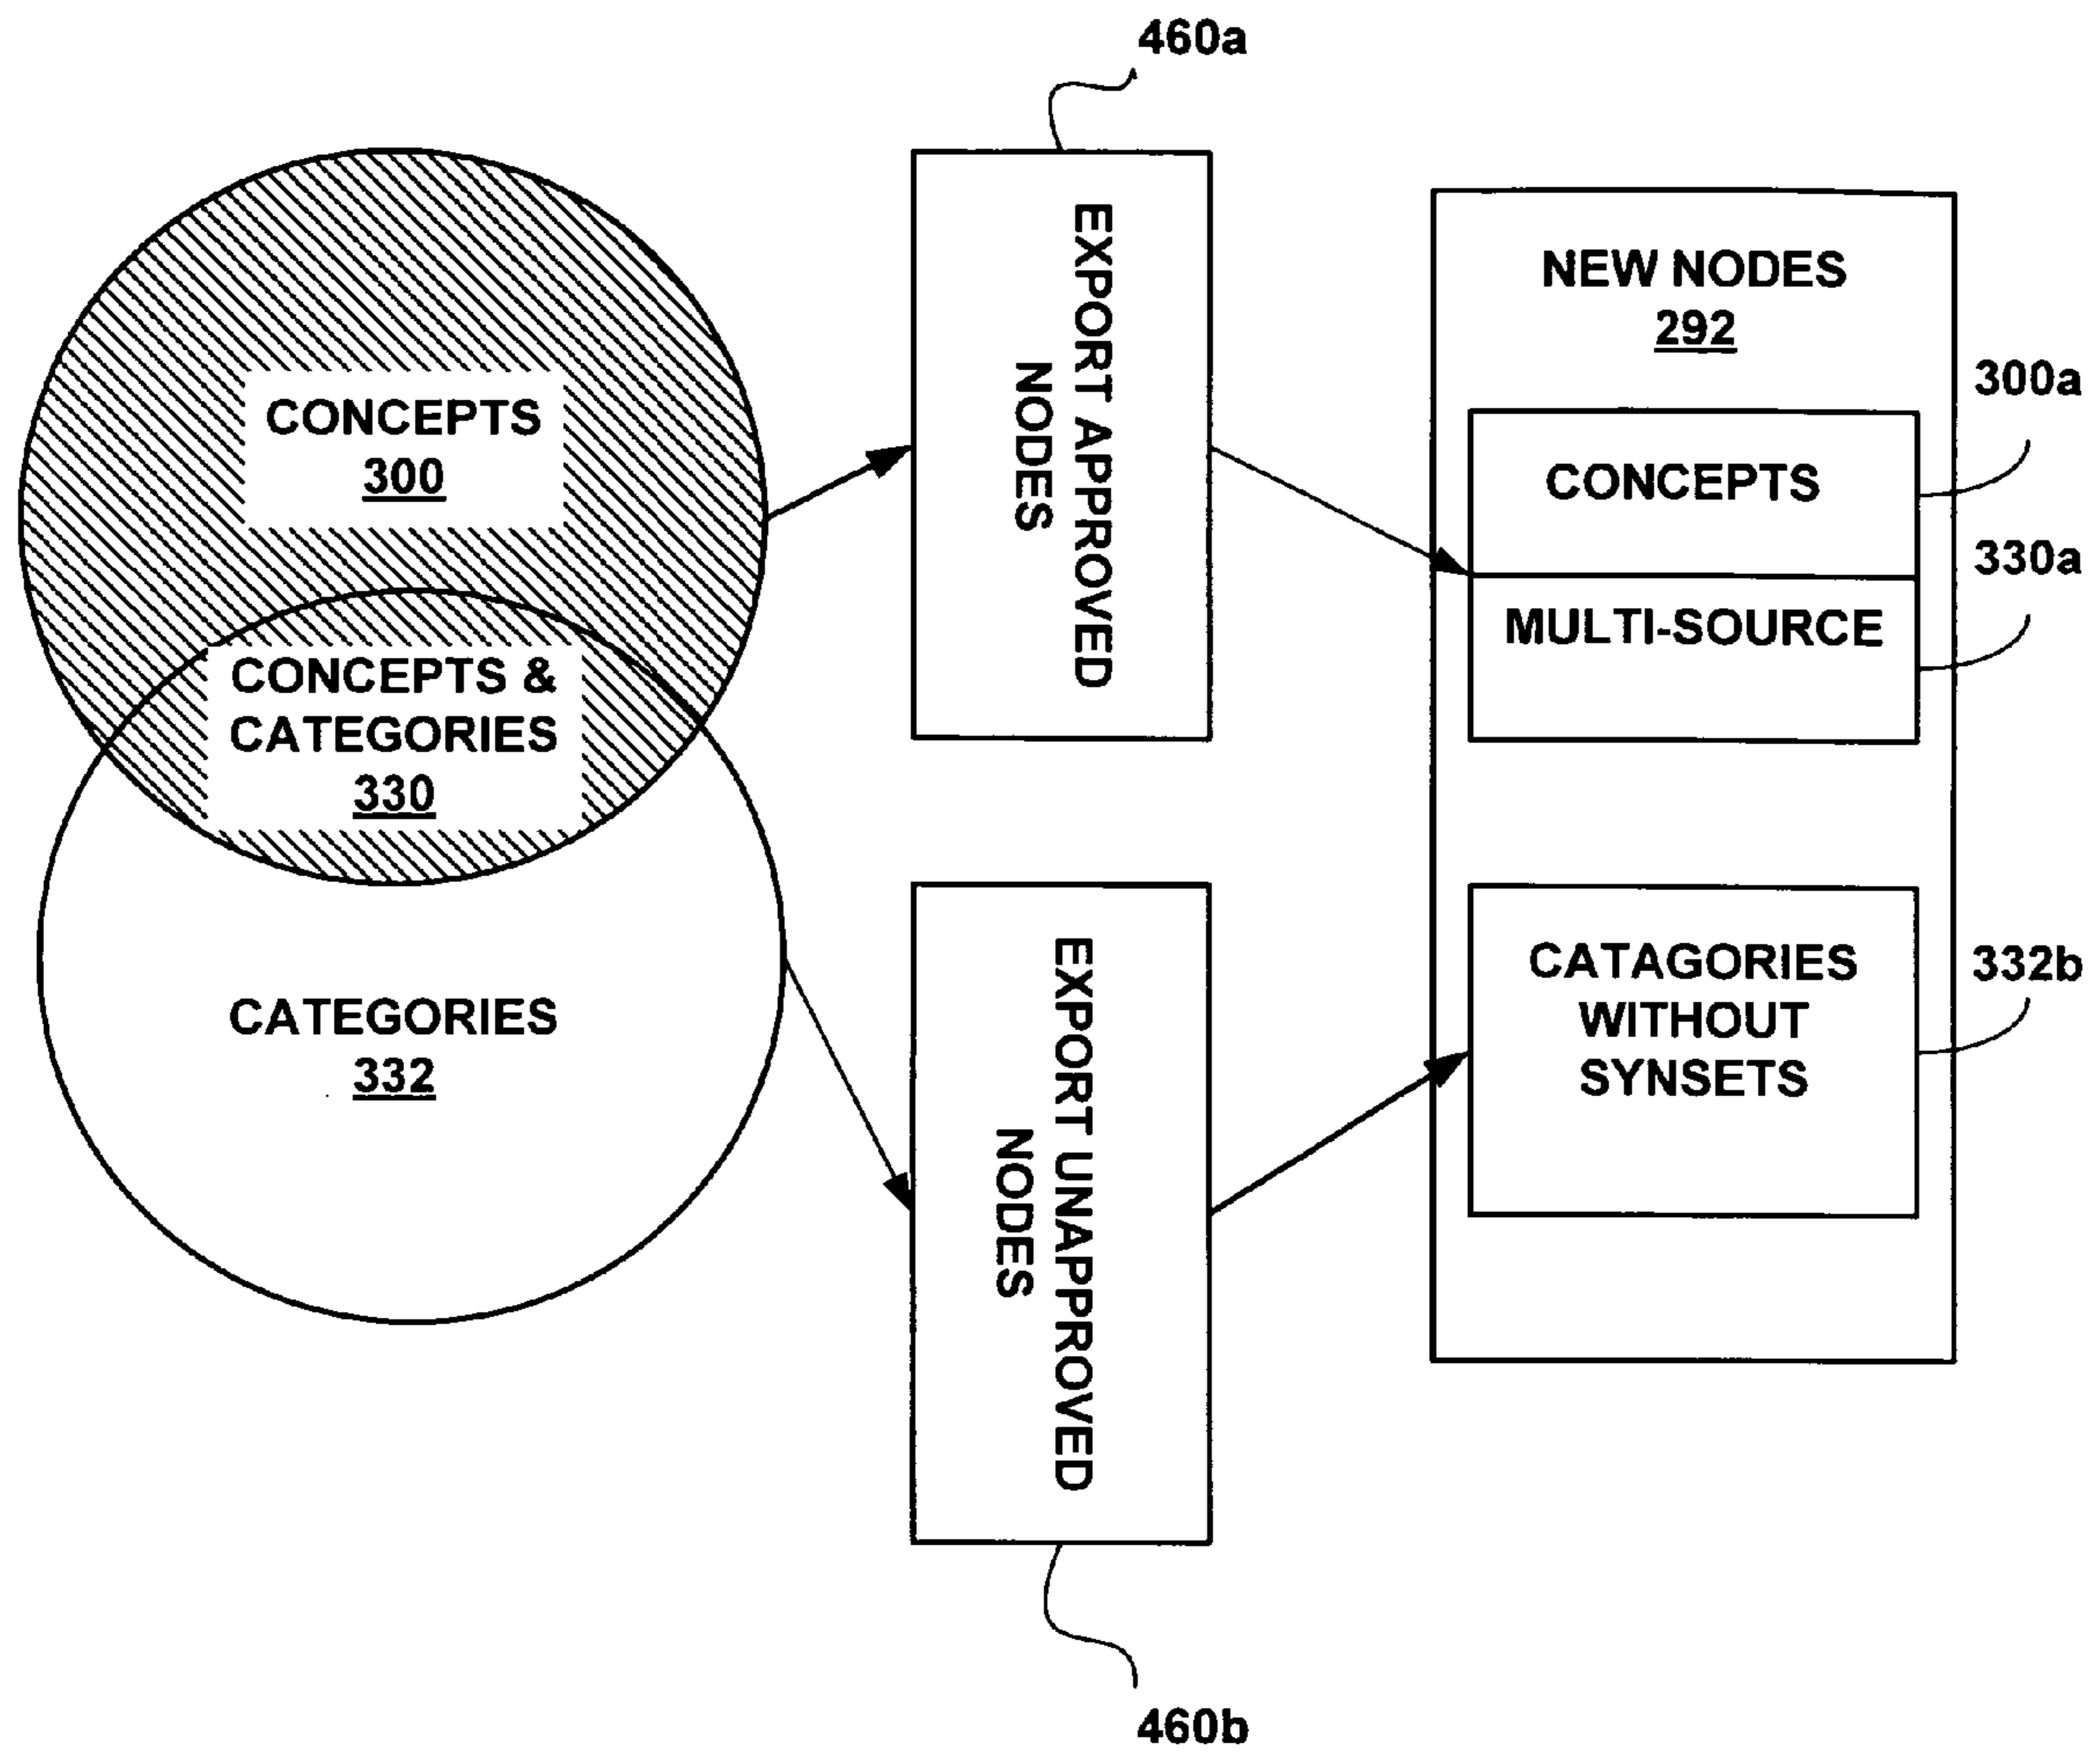 460a
CONCEPTS
300
CONCEPTS &
CATEGORIES
330
CATEGORIES
332
EXPORT APPROVED
NODES
EXPORT UNAPPROVED
NODES
460b
NEW NODES
292
CONCEPTS
300a
MULTI-SOURCE
330a
CATAGORIES
WITHOUT
SYNSETS
332b